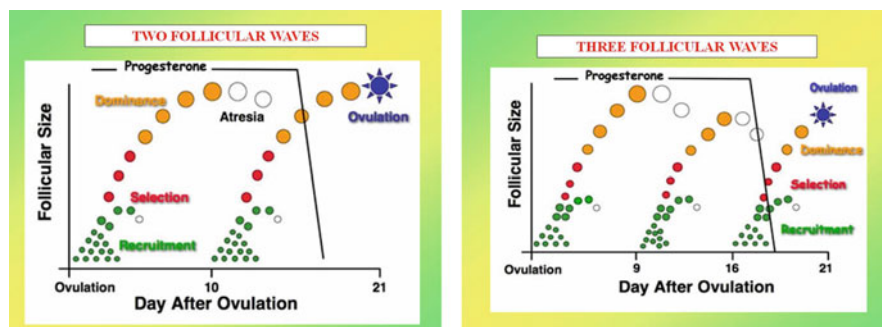 TWO FOLLICULAR WAVES
Progesterone
Dominance
Atresia
Ovulation
Selection
Recruitment
Follicular Size
Ovulation
10
21
Day After Ovulation
THREE FOLLICULAR WAVES
Progesterone
Ovulation
Dominance
Selection
Recruitment
Follicular Size
Ovulation
9
16
21
Day After Ovulation